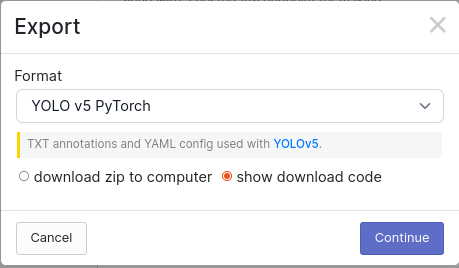 Export
Format
YOLO v5 PyTorch
TXT annotations and YAML config used with YOLOv5.
download zip to computer show download code
Cancel Continue